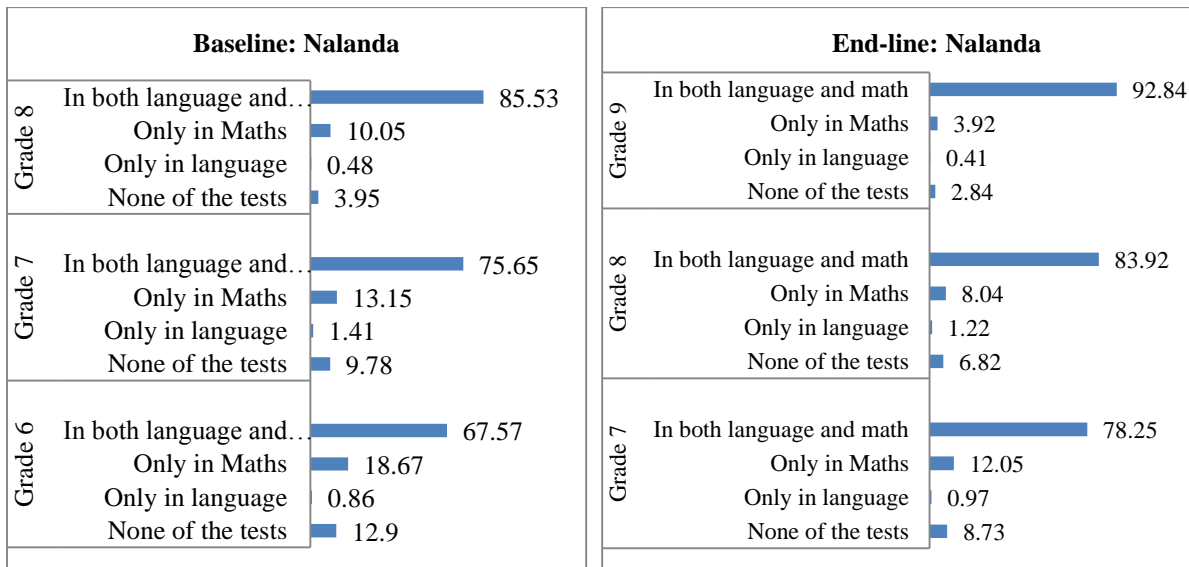 Baseline: Nalanda
Grade 8
In both language and… 85.53
Only in Maths 10.05
Only in language 0.48
None of the tests 3.95
Grade 7
In both language and… 75.65
Only in Maths 13.15
Only in language 1.41
None of the tests 9.78
Grade 6
In both language and… 67.57
Only in Maths 18.67
Only in language 0.86
None of the tests 12.9
End-line: Nalanda
Grade 9
In both language and math 92.84
Only in Maths 3.92
Only in language 0.41
None of the tests 2.84
Grade 8
In both language and math 83.92
Only in Maths 8.04
Only in language 1.22
None of the tests 6.82
Grade 7
In both language and math 78.25
Only in Maths 12.05
Only in language 0.97
None of the tests 8.73